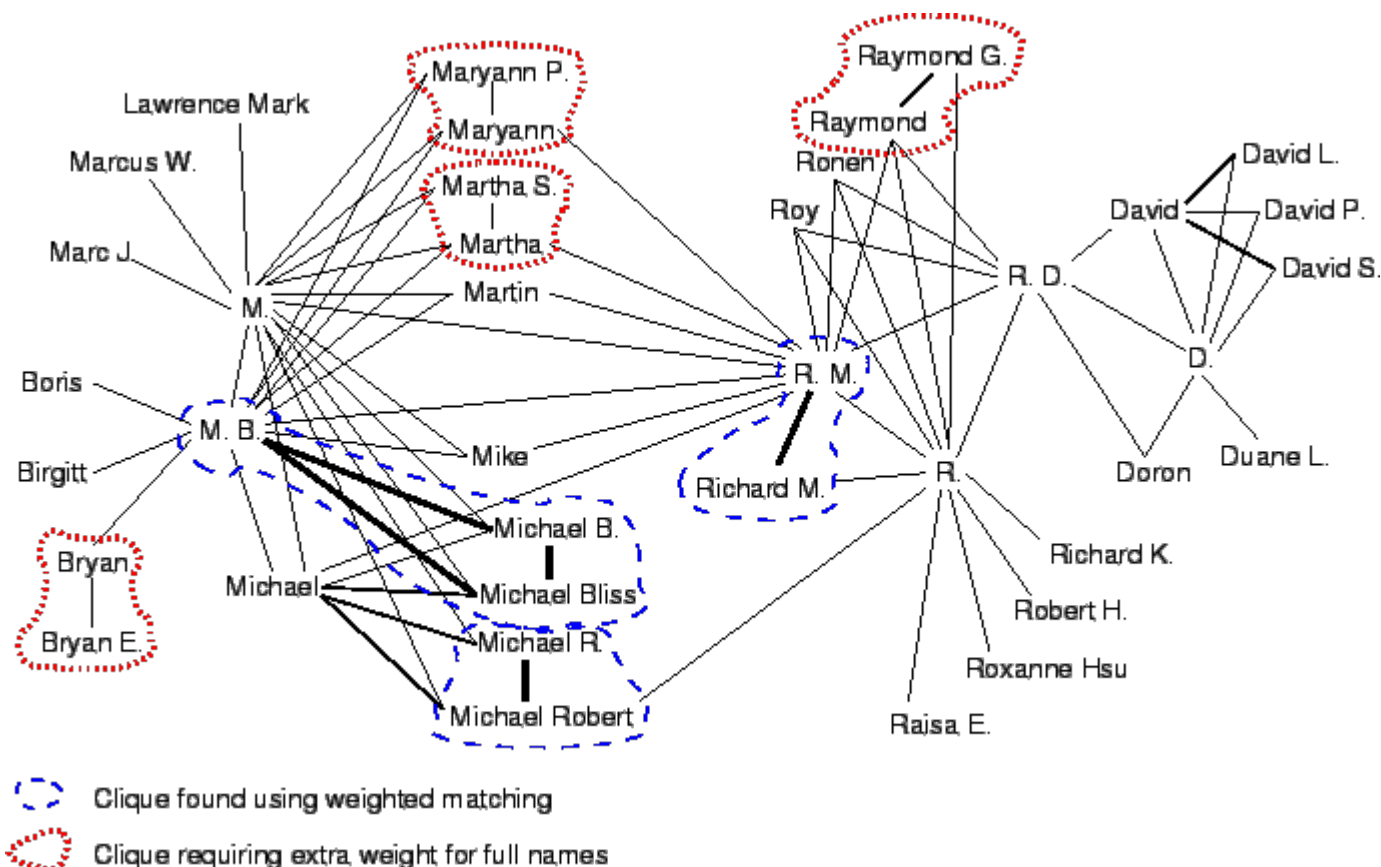 Raymond G.
Maryann P.
Lawrence Mark
Raymond
Maryann
Ronen
David L.
Marcus W.
Martha S.
Roy
David
David P.
Marc J.
Martha
David S.
R. D.
Martin
M.
D.
R. M.
Boris
M. B.
Mike
Duane L.
Birgitt
Doron
R.
Richard M.
Michael B.
Richard K.
Bryan
Michael
Michael Bliss
Robert H.
Bryan E.
Michael R.
Roxanne Hsu
Michael Robert
Raisa E.
Clique found using weighted matching
Clique requiring extra weight for full names